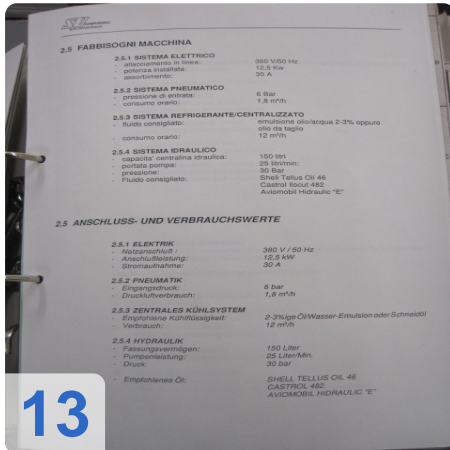 2.5 FABBISOGNI MACCHINA
2.5.1 SISTEMA ELETTRICO
- allacciamento in linea: 380 V/50 Hz
- potenza installata: 12,5 Kw
- assorbimento: 30 A
2.5.2 SISTEMA PNEUMATICO
- pressione di entrata: 6 Bar
- consumo orario: 1,8 m³/h
2.5.3 SISTEMA REFRIGERANTE/CENTRALIZZATO
- fluido consigliato: emulsione olio/acqua 2-3% oppure
olio da taglio
- consumo orario: 12 m³/h
2.5.4 SISTEMA IDRAULICO
- capacita' centralina idraulica: 150 litri
- portata pompa: 25 litri/min:
- pressione: 30 Bar
- Fluido consigliato: Shell Tellus Oil 46
Castrol Ilocut 482
Aviomobil Hidraulic "E"
2.5 ANSCHLUSS- UND VERBRAUCHSWERTE
2.5.1 ELEKTRIK
- Netzanschluß: 380 V / 50 Hz
- Anschlußleistung: 12,5 kW
- Stromaufnahme: 30 A
2.5.2 PNEUMATIK
- Eingangsdruck: 6 bar
- Druckluftverbrauch: 1,8 m³/h
2.5.3 ZENTRALES KÜHLSYSTEM
- Empfohlene Kühlflüssigkeit: 2-3%ige Öl/Wasser-Emulsion oder Schneidöl
- Verbrauch: 12 m³/h
2.5.4 HYDRAULIK
- Fassungsvermögen: 150 Liter
- Pumpenleistung: 25 Liter/Min.
- Druck: 30 bar
- Empfohlenes Öl: SHELL TELLUS OIL 46
CASTROL 482
AVIOMOBIL HIDRAULIC "E"
13